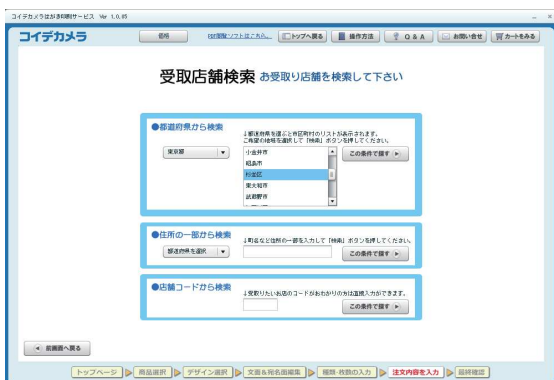 コイデカメラはがき印刷サービス Ver 1.0.05
コイデカメラ
価格
PDF閲覧ソフトはこちら。
トップへ戻る
操作方法
Q & A
お問い合せ
カートをみる
受取店舗検索 お受取り店舗を検索して下さい
●都道府県から検索
↓都道府県を選ぶと市区町村のリストが表示されます。
ご希望の地域を選択して「検索」ボタンを押してください。
東京都
小金井市
昭島市
杉並区
東大和市
武蔵野市
この条件で探す
●住所の一部から検索
↓町名など住所の一部を入力して「検索」ボタンを押してください。
都道府県を選択
この条件で探す
●店舗コードから検索
↓受取りたいお店のコードがおわかりの方は直接入力ができます。
この条件で探す
前画面へ戻る
トップページ
商品選択
デザイン選択
文面&宛名面編集
種類・枚数の入力
注文内容を入力
最終確認